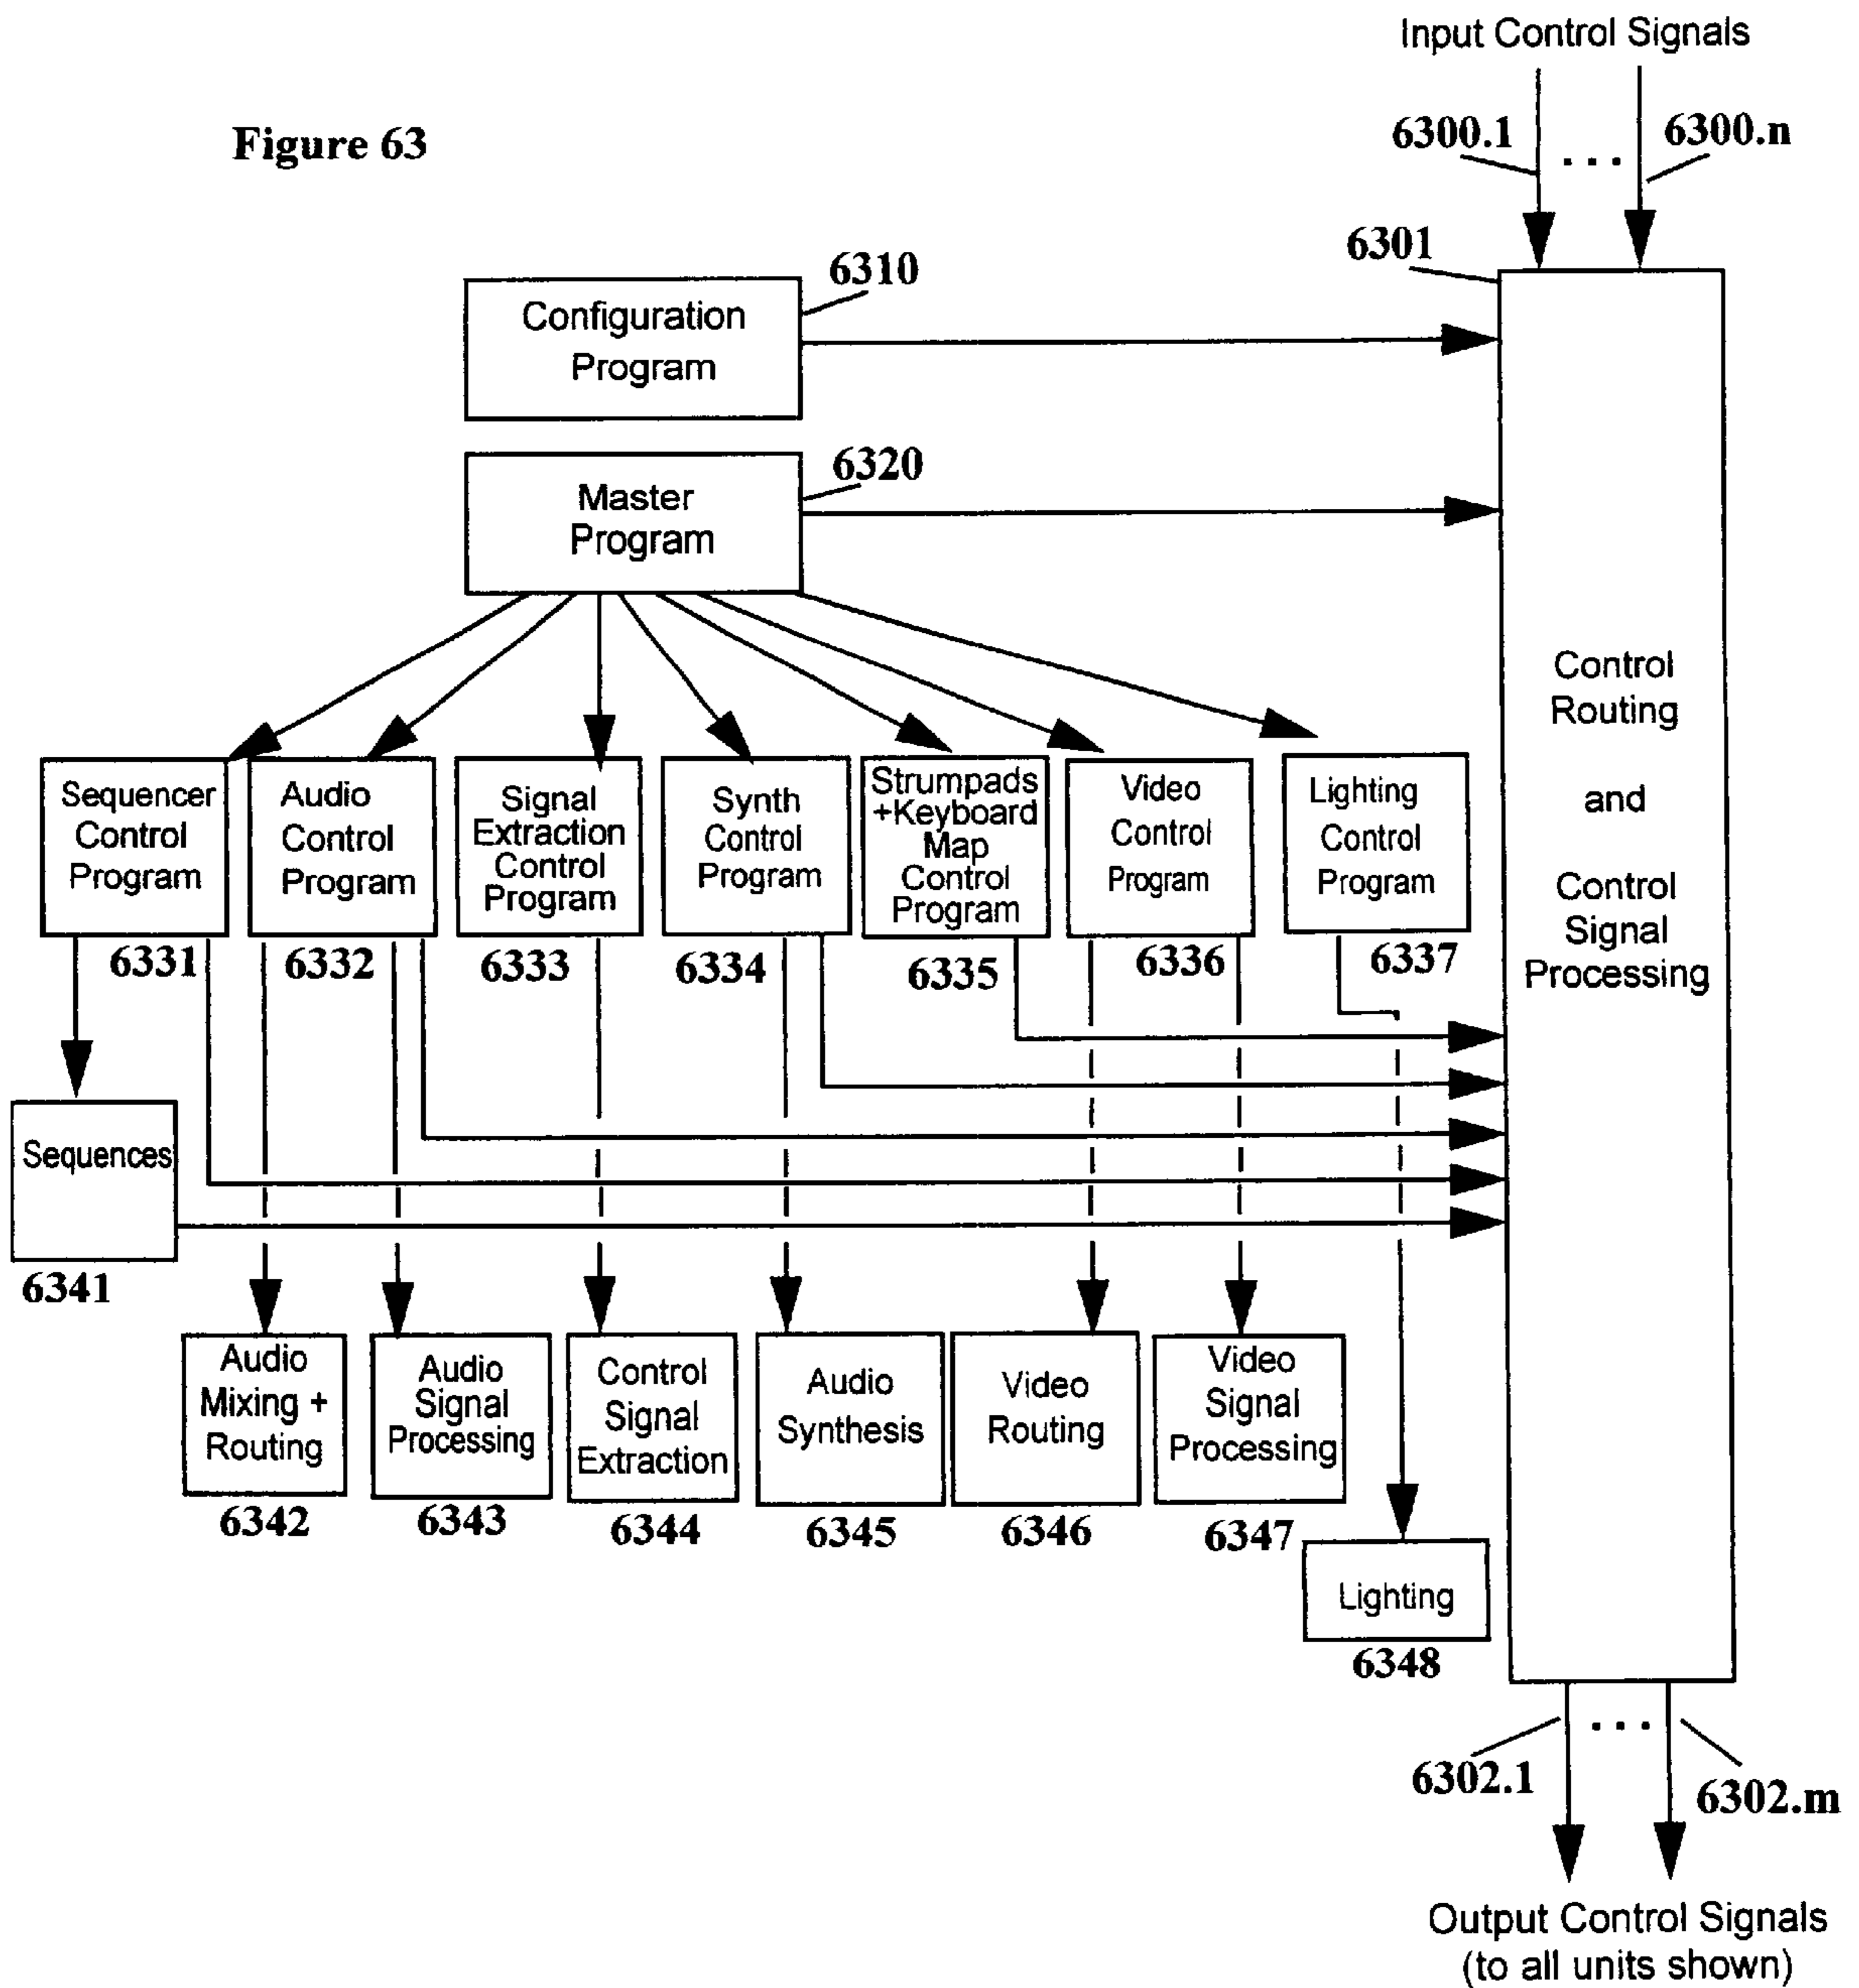 Input Control Signals
Figure 63
6300.1
...
6300.n
6301
6310
Configuration
Program
6320
Master
Program
Control
Routing
and
Control
Signal
Processing
Sequencer
Control
Program
Audio
Control
Program
Signal
Extraction
Control
Program
Synth
Control
Program
Strumpads
+Keyboard
Map
Control
Program
Video
Control
Program
Lighting
Control
Program
6331
6332
6333
6334
6335
6336
6337
Sequences
6341
Audio
Mixing +
Routing
Audio
Signal
Processing
Control
Signal
Extraction
Audio
Synthesis
Video
Routing
Video
Signal
Processing
6342
6343
6344
6345
6346
6347
Lighting
6348
6302.1
...
6302.m
Output Control Signals
(to all units shown)